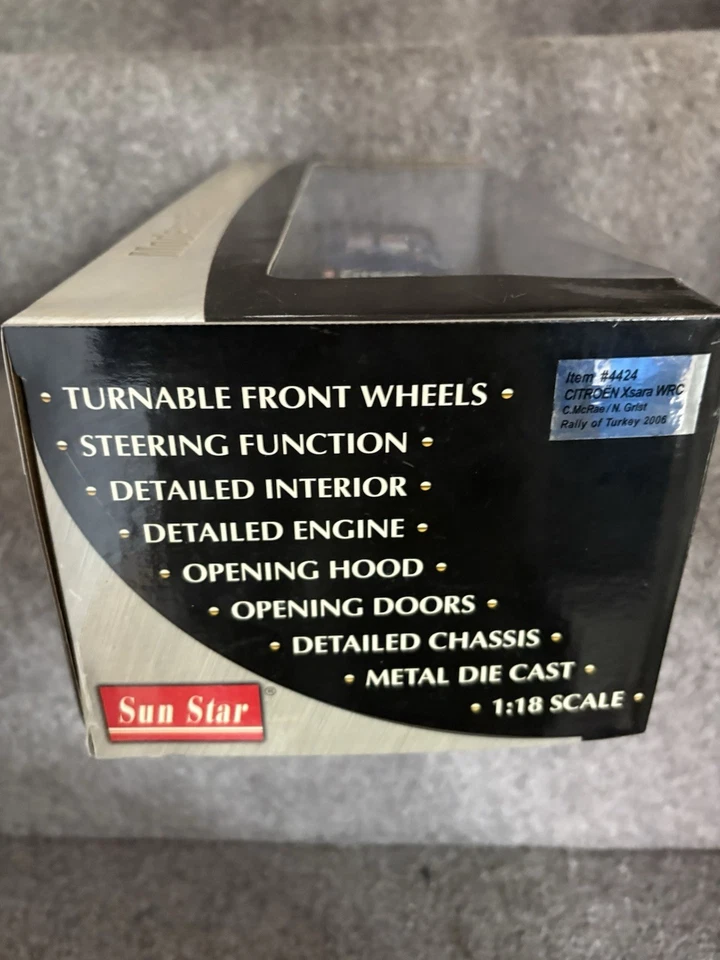 • TURNABLE FRONT WHEELS •
• STEERING FUNCTION •
• DETAILED INTERIOR •
• DETAILED ENGINE •
• OPENING HOOD •
• OPENING DOORS •
• DETAILED CHASSIS •
• METAL DIE CAST •
• 1:18 SCALE •
Item #4424
CITROËN Xsara WRC
C.McRae / N. Grist
Rally of Turkey 2006
Sun Star ®